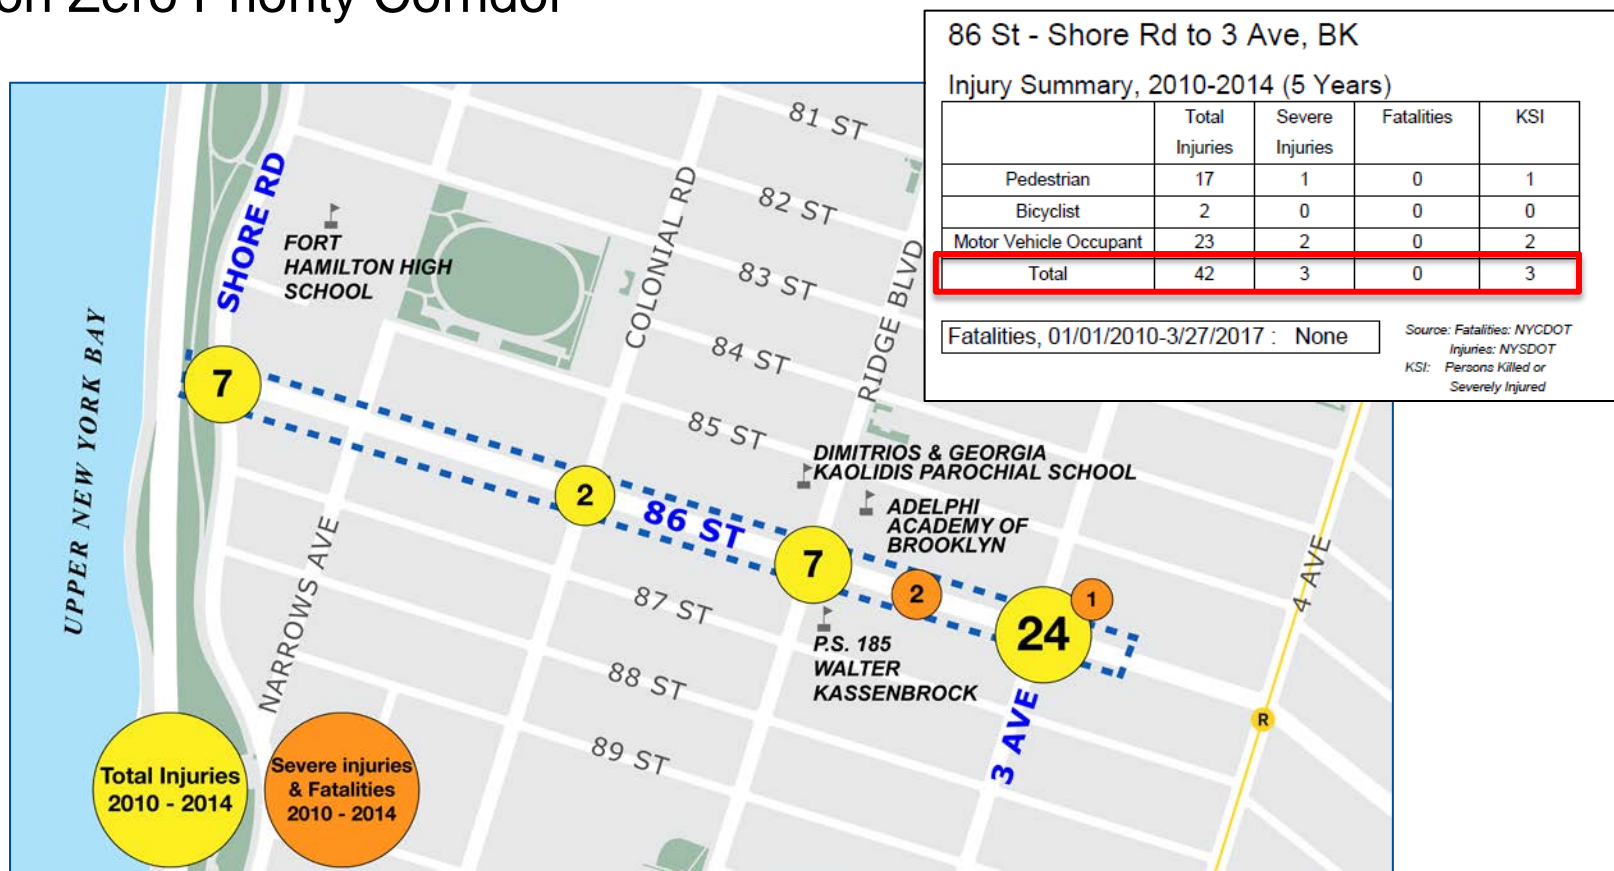 on Zero Priority Corridor
86 St - Shore Rd to 3 Ave, BK
Injury Summary, 2010-2014 (5 Years)
Total Injuries Severe Injuries Fatalities KSI
Pedestrian 17 1 0 1
Bicyclist 2 0 0 0
Motor Vehicle Occupant 23 2 0 2
Total 42 3 0 3
Fatalities, 01/01/2010-3/27/2017 : None
Source: Fatalities: NYCDOT
Injuries: NYSDOT
KSI: Persons Killed or
Severely Injured
81 ST
82 ST
83 ST
84 ST
85 ST
86 ST
87 ST
88 ST
89 ST
SHORE RD
COLONIAL RD
RIDGE BLVD
NARROWS AVE
3 AVE
4 AVE
UPPER NEW YORK BAY
FORT
HAMILTON HIGH
SCHOOL
DIMITRIOS & GEORGIA
KAOLIDIS PAROCHIAL SCHOOL
ADELPHI
ACADEMY OF
BROOKLYN
P.S. 185
WALTER
KASSENBROCK
7
2
7
2
24
1
R
Total Injuries
2010 - 2014
Severe injuries
& Fatalities
2010 - 2014